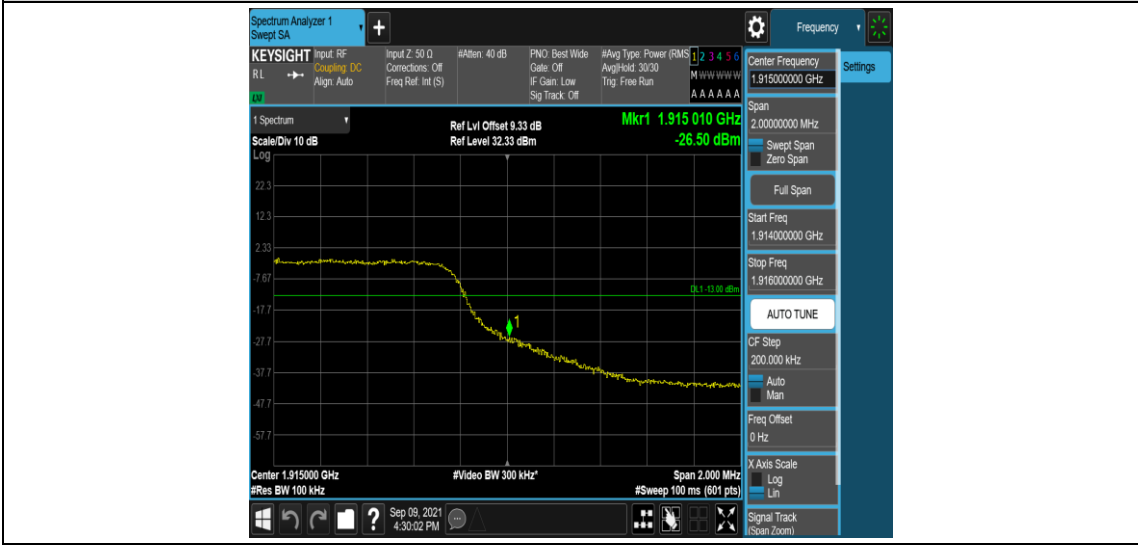 Spectrum Analyzer 1
Swept SA
+
Frequency
KEYSIGHT
RL
LM
Input: RF
Coupling: DC
Align: Auto
Input Z: 50 Ω
Corrections: Off
Freq Ref: Int (S)
#Atten: 40 dB
PNO: Best Wide
Gate: Off
IF Gain: Low
Sig Track: Off
#Avg Type: Power (RMS
Avg|Hold: 30/30
Trig: Free Run
1 2 3 4 5 6
M W W W W W
A A A A A A
1 Spectrum
Scale/Div 10 dB
Ref Lvl Offset 9.33 dB
Ref Level 32.33 dBm
Mkr1 1.915 010 GHz
-26.50 dBm
Log
22.3
12.3
2.33
-7.67
-17.7
-27.7
-37.7
-47.7
-57.7
DL1 -13.00 dBm
1
Center 1.915000 GHz
#Res BW 100 kHz
#Video BW 300 kHz*
Span 2.000 MHz
#Sweep 100 ms (601 pts)
?
Sep 09, 2021
4:30:02 PM
Center Frequency
1.915000000 GHz
Span
2.00000000 MHz
Swept Span
Zero Span
Full Span
Start Freq
1.914000000 GHz
Stop Freq
1.916000000 GHz
AUTO TUNE
CF Step
200.000 kHz
Auto
Man
Freq Offset
0 Hz
X Axis Scale
Log
Lin
Signal Track
(Span Zoom)
Settings